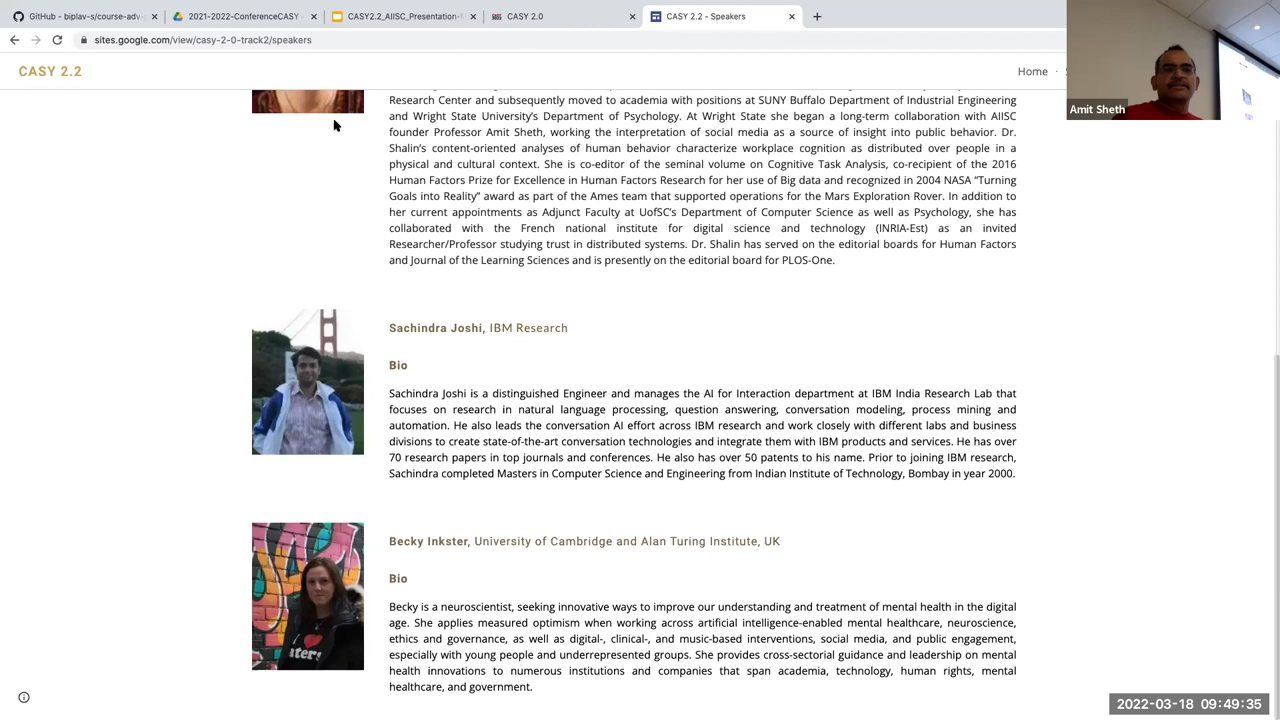 GitHub - biplav-s/course-adv-
2021-2022-ConferenceCASY -
CASY2.2_AIISC_Presentation-
CASY 2.0
CASY 2.2 - Speakers
sites.google.com/view/casy-2-0-track2/speakers
CASY 2.2
Home
Amit Sheth
Research Center and subsequently moved to academia with positions at SUNY Buffalo Department of Industrial Engineering
and Wright State University's Department of Psychology. At Wright State she began a long-term collaboration with AIISC
founder Professor Amit Sheth, working the interpretation of social media as a source of insight into public behavior. Dr.
Shalin's content-oriented analyses of human behavior characterize workplace cognition as distributed over people in a
physical and cultural context. She is co-editor of the seminal volume on Cognitive Task Analysis, co-recipient of the 2016
Human Factors Prize for Excellence in Human Factors Research for her use of Big data and recognized in 2004 NASA "Turning
Goals into Reality" award as part of the Ames team that supported operations for the Mars Exploration Rover. In addition to
her current appointments as Adjunct Faculty at UofSC's Department of Computer Science as well as Psychology, she has
collaborated with the French national institute for digital science and technology (INRIA-Est) as an invited
Researcher/Professor studying trust in distributed systems. Dr. Shalin has served on the editorial boards for Human Factors
and Journal of the Learning Sciences and is presently on the editorial board for PLOS-One.
Sachindra Joshi, IBM Research
Bio
Sachindra Joshi is a distinguished Engineer and manages the AI for Interaction department at IBM India Research Lab that
focuses on research in natural language processing, question answering, conversation modeling, process mining and
automation. He also leads the conversation AI effort across IBM research and work closely with different labs and business
divisions to create state-of-the-art conversation technologies and integrate them with IBM products and services. He has over
70 research papers in top journals and conferences. He also has over 50 patents to his name. Prior to joining IBM research,
Sachindra completed Masters in Computer Science and Engineering from Indian Institute of Technology, Bombay in year 2000.
Becky Inkster, University of Cambridge and Alan Turing Institute, UK
Bio
Becky is a neuroscientist, seeking innovative ways to improve our understanding and treatment of mental health in the digital
age. She applies measured optimism when working across artificial intelligence-enabled mental healthcare, neuroscience,
ethics and governance, as well as digital-, clinical-, and music-based interventions, social media, and public engagement,
especially with young people and underrepresented groups. She provides cross-sectorial guidance and leadership on mental
health innovations to numerous institutions and companies that span academia, technology, human rights, mental
healthcare, and government.
2022-03-18 09:49:35